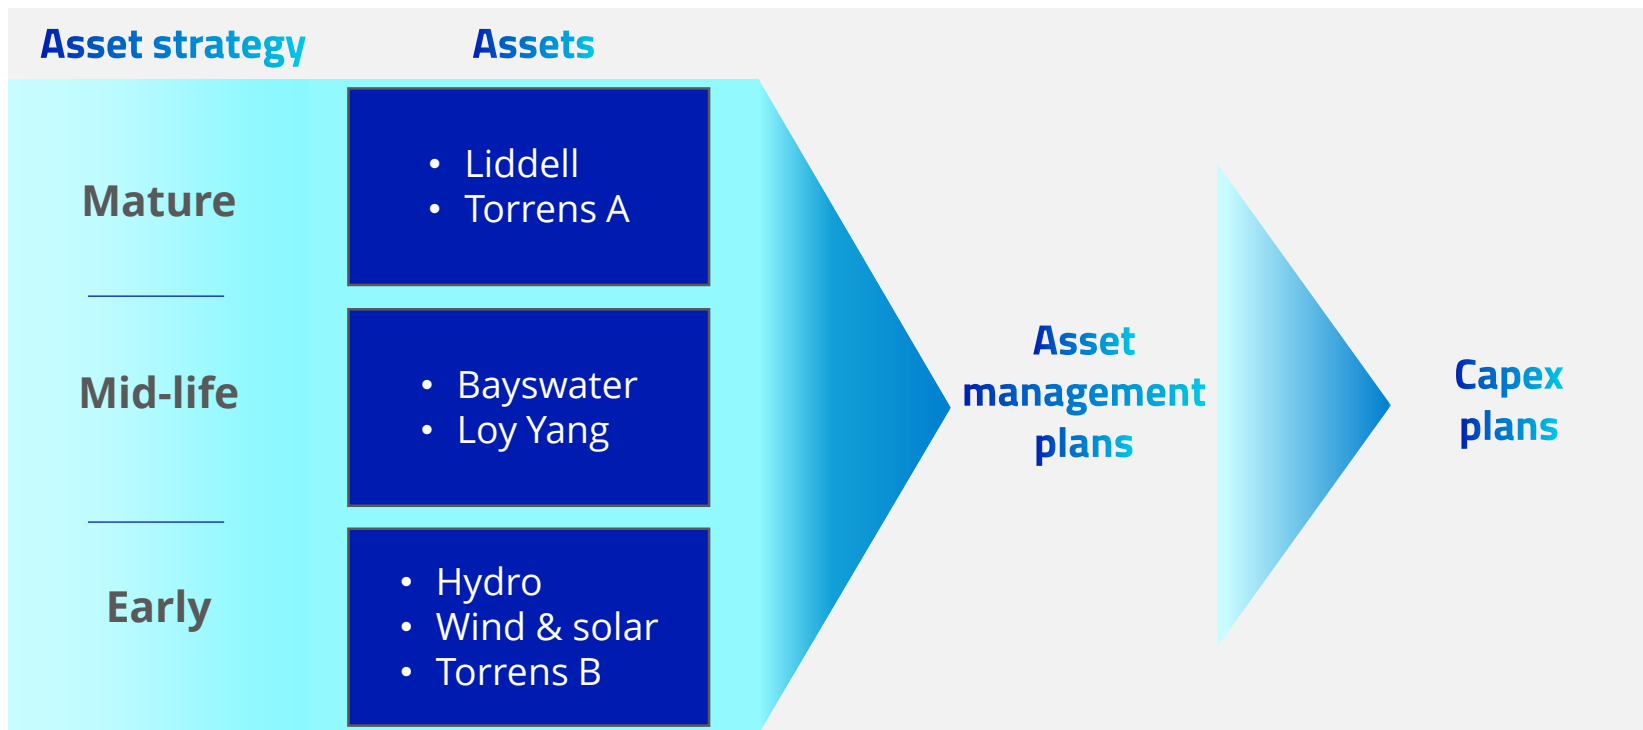 Asset strategy
Assets
Mature
• Liddell
• Torrens A
Mid-life
• Bayswater
• Loy Yang
Early
• Hydro
• Wind & solar
• Torrens B
Asset
management
plans
Capex
plans